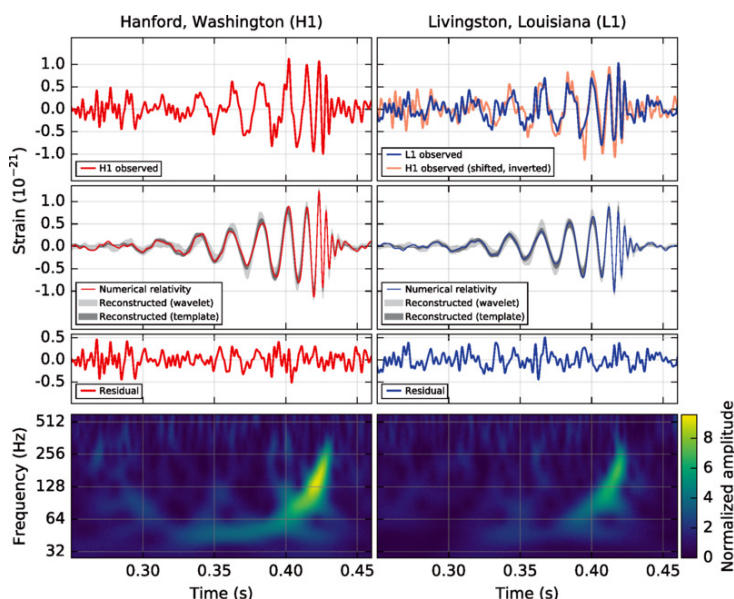 Hanford, Washington (H1)
Livingston, Louisiana (L1)
Strain (10⁻²¹)
1.0
0.5
0.0
-0.5
-1.0
H1 observed
L1 observed
H1 observed (shifted, inverted)
1.0
0.5
0.0
-0.5
-1.0
Numerical relativity
Reconstructed (wavelet)
Reconstructed (template)
Numerical relativity
Reconstructed (wavelet)
Reconstructed (template)
0.5
0.0
-0.5
Residual
Residual
Frequency (Hz)
512
256
128
64
32
0.30 0.35 0.40 0.45
Time (s)
0.30 0.35 0.40 0.45
Time (s)
8
6
4
2
0
Normalized amplitude